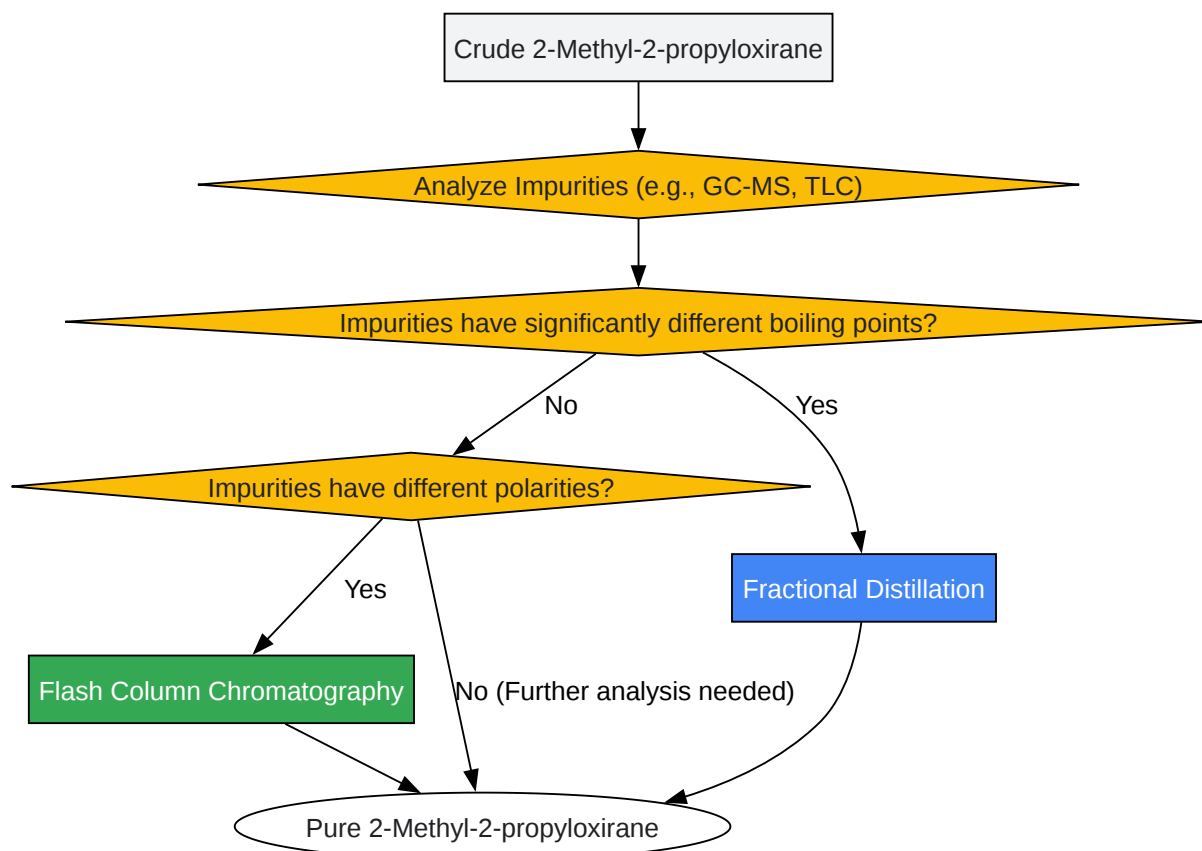 Crude 2-Methyl-2-propyloxirane
Analyze Impurities (e.g., GC-MS, TLC)
Impurities have significantly different boiling points?
No
Yes
Impurities have different polarities?
Yes
Fractional Distillation
Flash Column Chromatography
No (Further analysis needed)
Pure 2-Methyl-2-propyloxirane